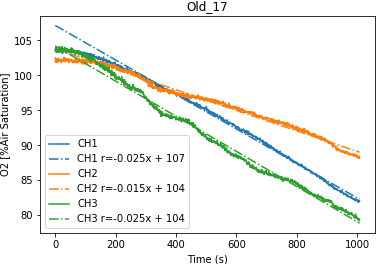 Old_17
O2 [%Air Saturation]
105
100
95
90
85
80
CH1
CH1 r=-0.025x + 107
CH2
CH2 r=-0.015x + 104
CH3
CH3 r=-0.025x + 104
0 200 400 600 800 1000
Time (s)